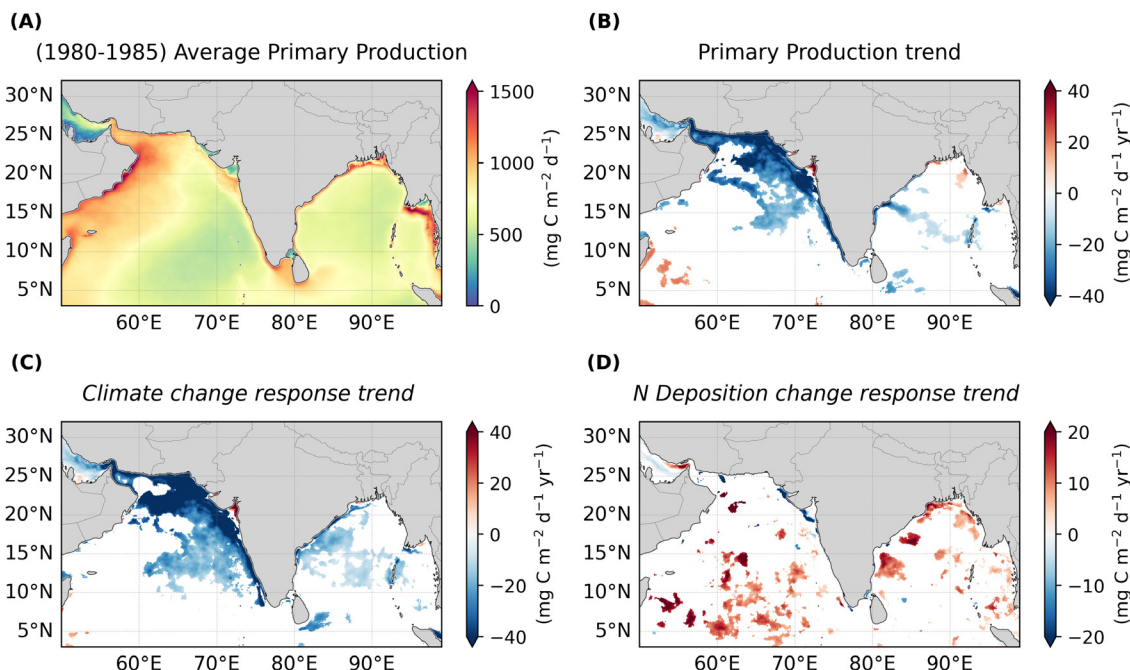 (A)
(1980-1985) Average Primary Production
30°N
25°N
20°N
15°N
10°N
5°N
60°E 70°E 80°E 90°E
1500
1000
500
0
(mg C m⁻² d⁻¹)
(B)
Primary Production trend
30°N
25°N
20°N
15°N
10°N
5°N
60°E 70°E 80°E 90°E
40
20
0
−20
−40
(mg C m⁻² d⁻¹ yr⁻¹)
(C)
Climate change response trend
30°N
25°N
20°N
15°N
10°N
5°N
60°E 70°E 80°E 90°E
40
20
0
−20
−40
(mg C m⁻² d⁻¹ yr⁻¹)
(D)
N Deposition change response trend
30°N
25°N
20°N
15°N
10°N
5°N
60°E 70°E 80°E 90°E
20
10
0
−10
−20
(mg C m⁻² d⁻¹ yr⁻¹)